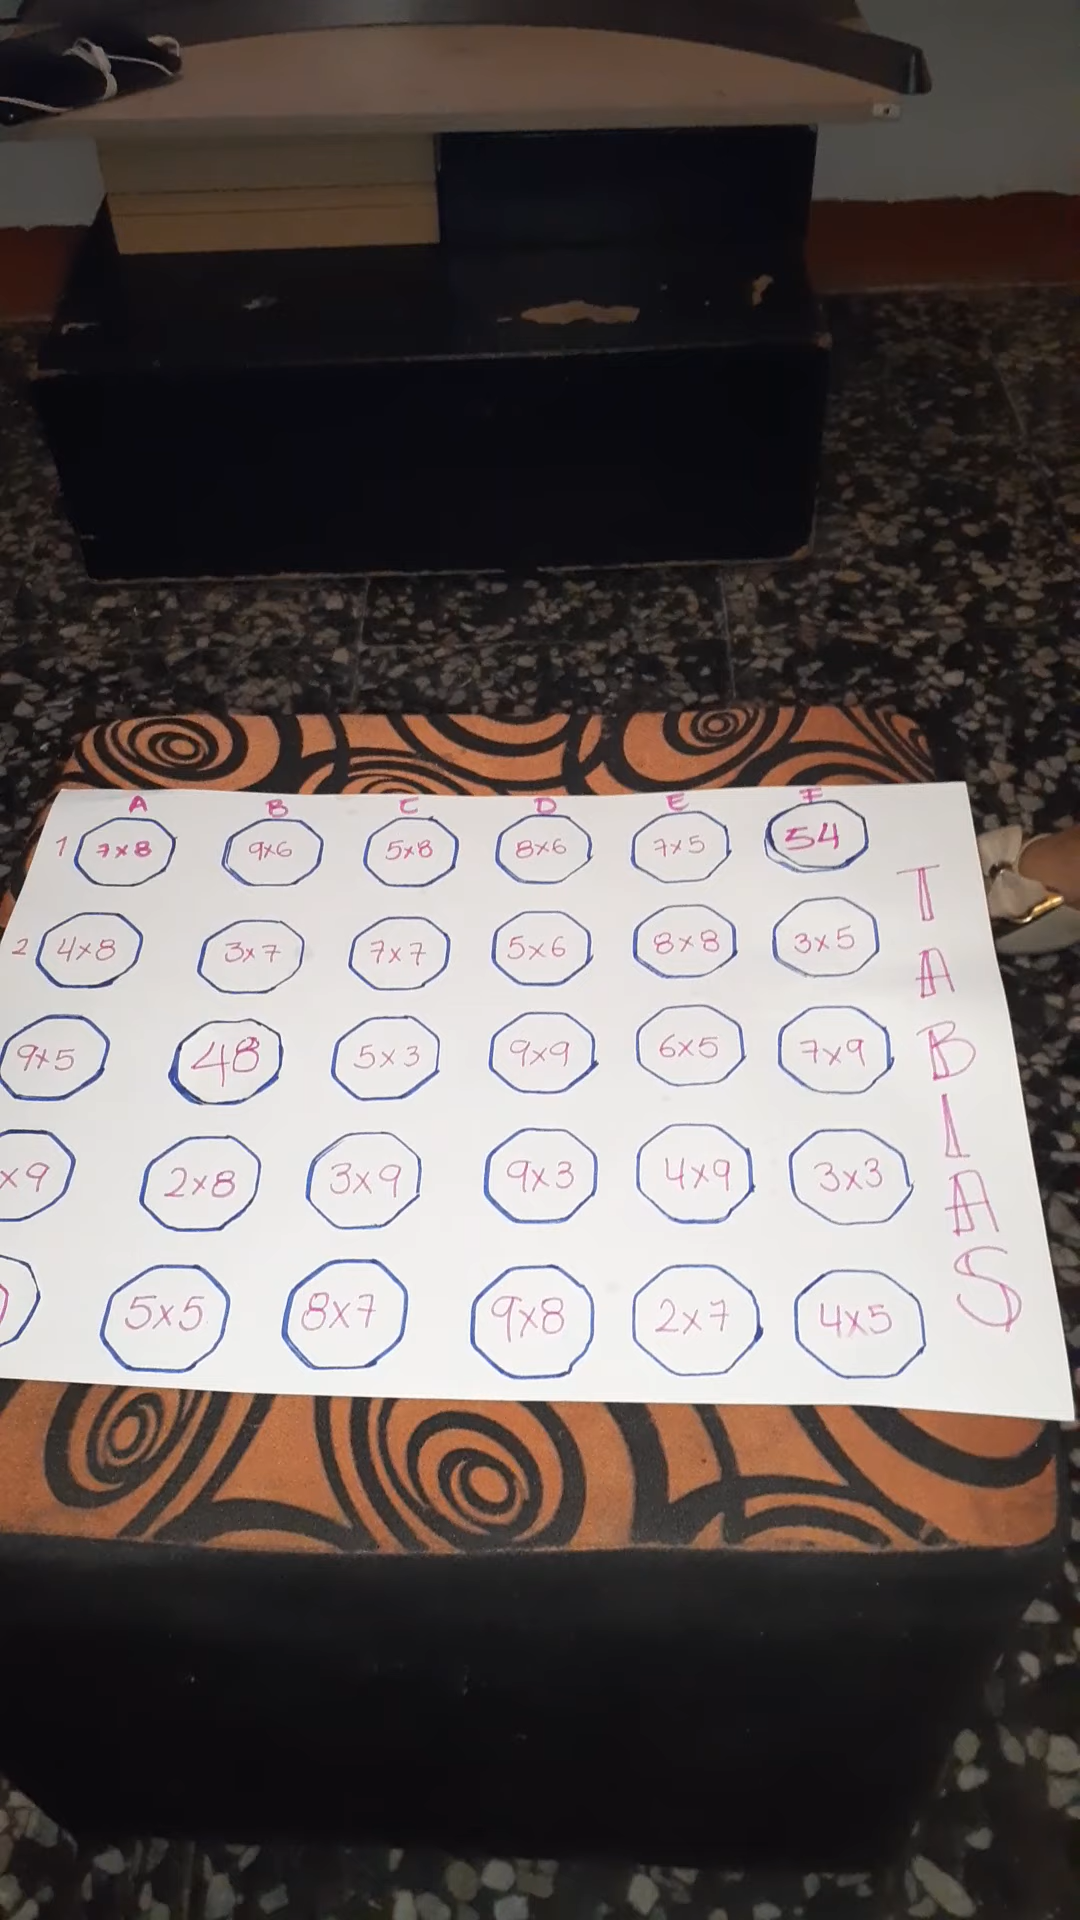 A B C D E F
1 7x8 9x6 5x8 8x6 7x5 54
2 4x8 3x7 7x7 5x6 8x8 3x5
9x5 48 5x3 9x9 6x5 7x9
x9 2x8 3x9 9x3 4x9 3x3
5x5 8x7 9x8 2x7 4x5
TABLAS